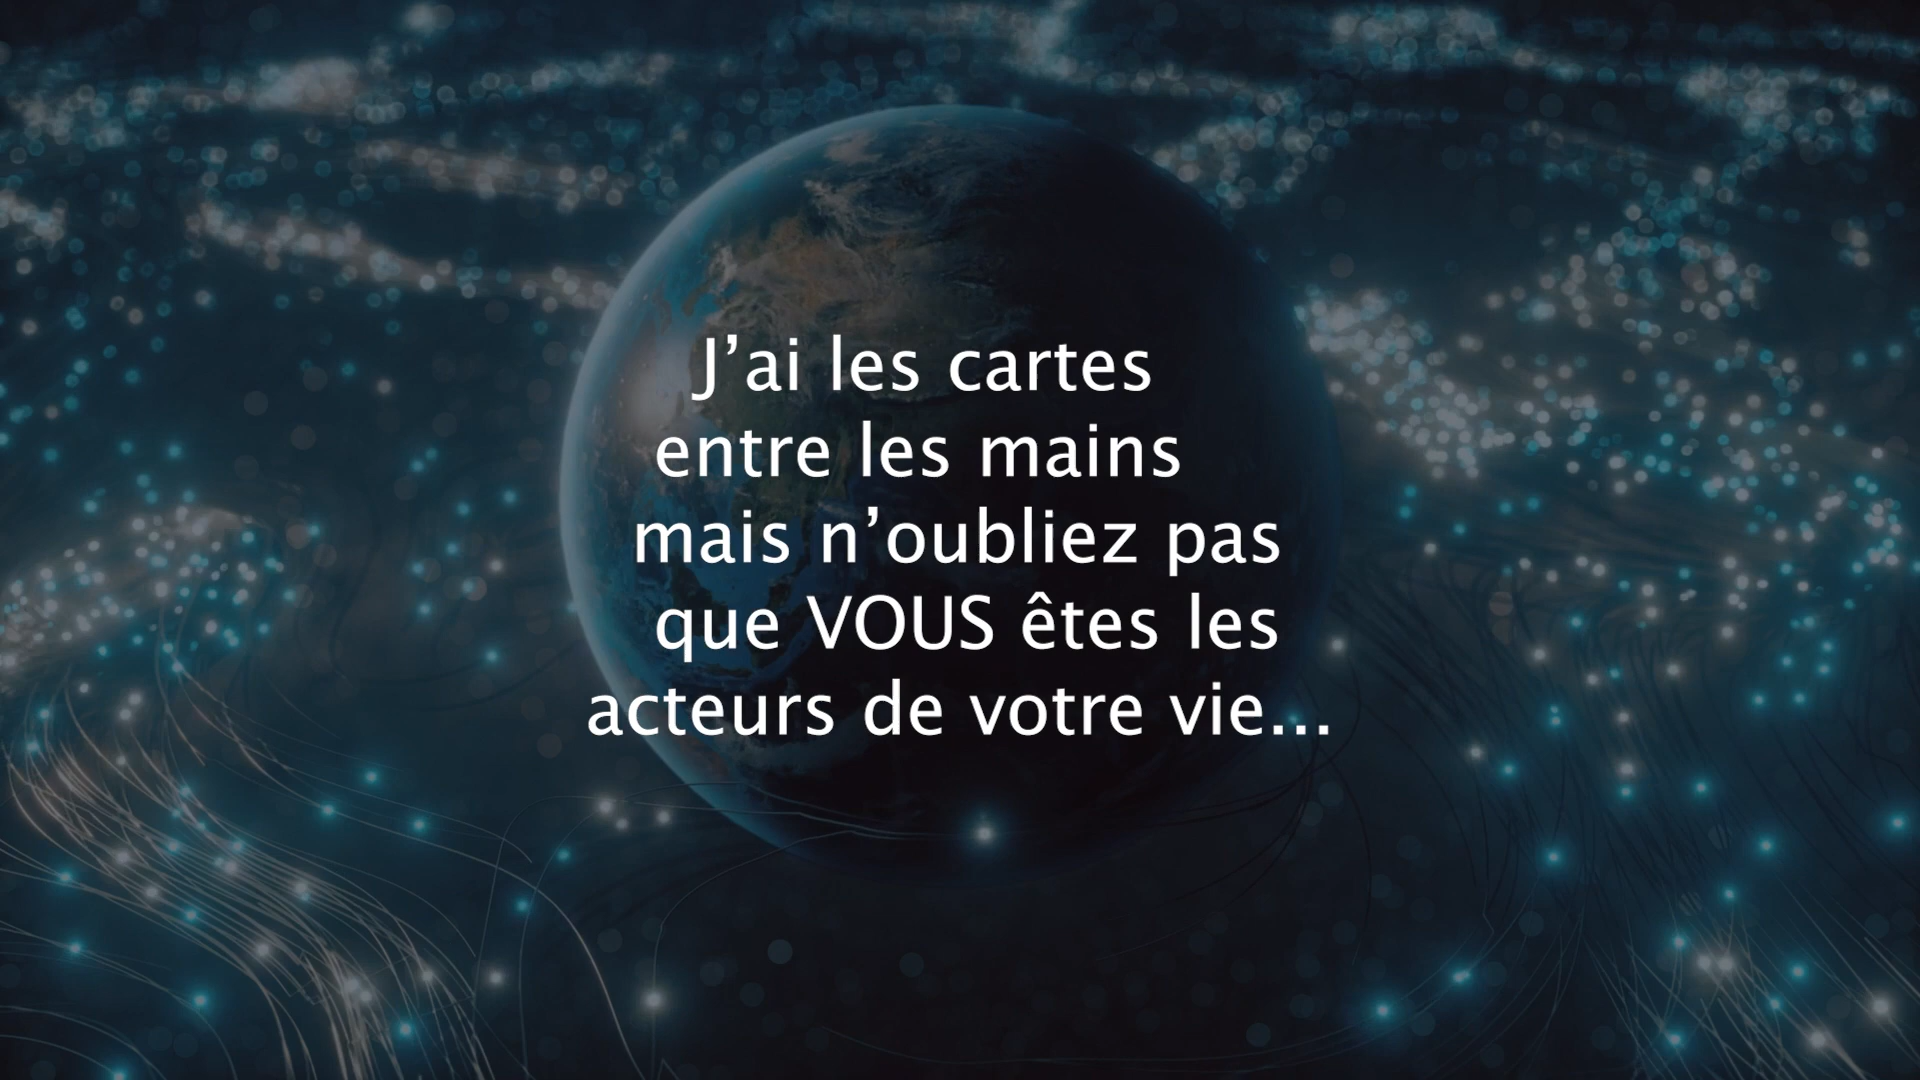 J’ai les cartes
entre les mains
mais n’oubliez pas
que VOUS êtes les
acteurs de votre vie...